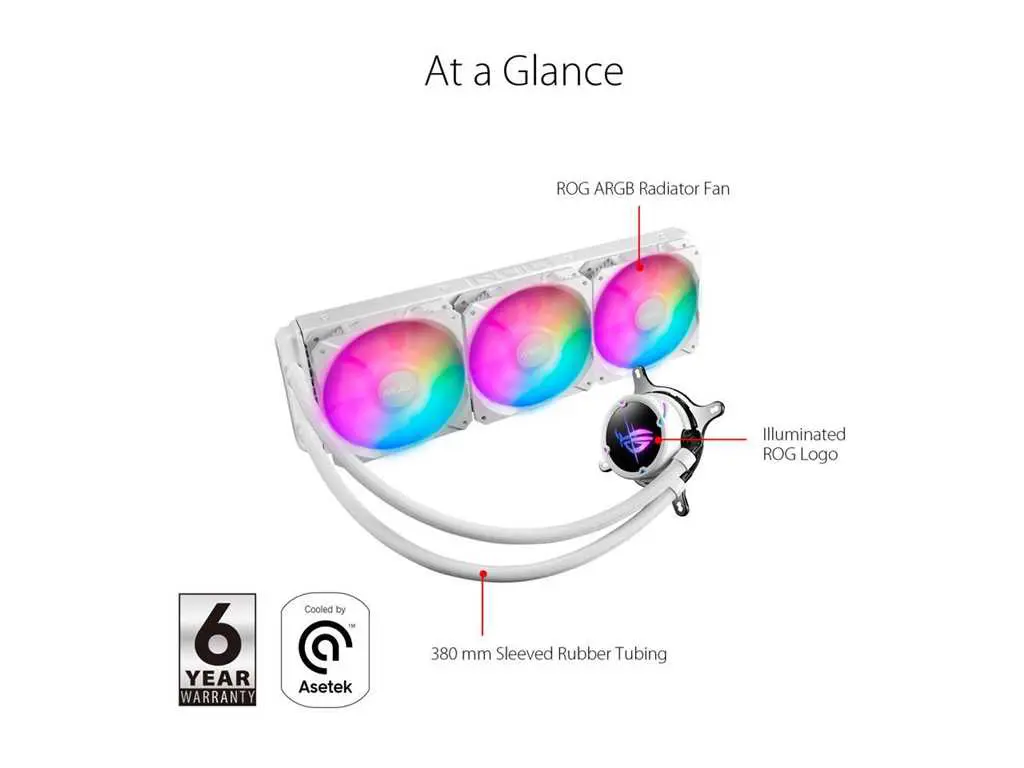 At a Glance
ROG ARGB Radiator Fan
Illuminated
ROG Logo
380 mm Sleeved Rubber Tubing
6
YEAR
WARRANTY
Cooled by
TM
Asetek